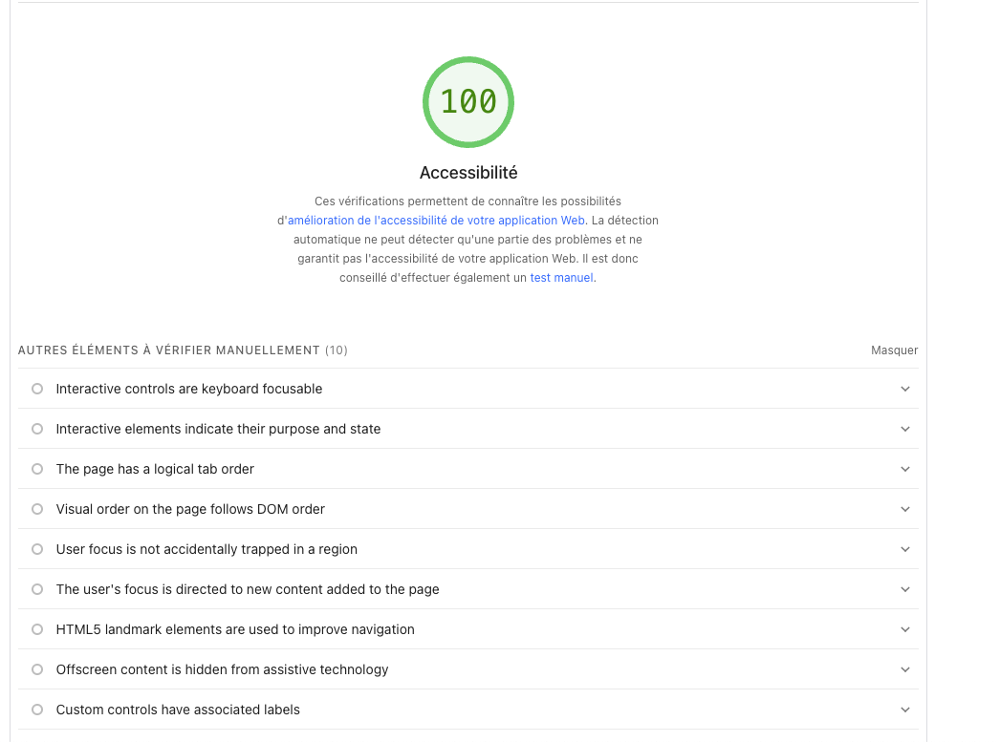 100
Accessibilité
Ces vérifications permettent de connaître les possibilités
d'amélioration de l'accessibilité de votre application Web. La détection
automatique ne peut détecter qu'une partie des problèmes et ne
garantit pas l'accessibilité de votre application Web. Il est donc
conseillé d'effectuer également un test manuel.
AUTRES ÉLÉMENTS À VÉRIFIER MANUELLEMENT (10) Masquer
Interactive controls are keyboard focusable
Interactive elements indicate their purpose and state
The page has a logical tab order
Visual order on the page follows DOM order
User focus is not accidentally trapped in a region
The user's focus is directed to new content added to the page
HTML5 landmark elements are used to improve navigation
Offscreen content is hidden from assistive technology
Custom controls have associated labels